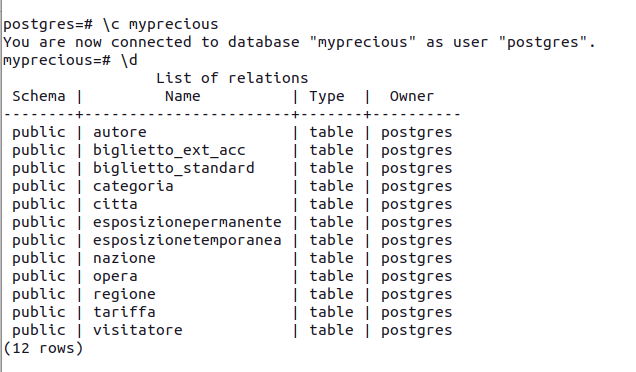 postgres=# \c myprecious
You are now connected to database "myprecious" as user "postgres".
myprecious=# \d
                 List of relations
 Schema |          Name          | Type  |  Owner
--------+------------------------+-------+----------
 public | autore                 | table | postgres
 public | biglietto_ext_acc      | table | postgres
 public | biglietto_standard     | table | postgres
 public | categoria              | table | postgres
 public | citta                  | table | postgres
 public | esposizionepermanente  | table | postgres
 public | esposizionetemporanea  | table | postgres
 public | nazione                | table | postgres
 public | opera                  | table | postgres
 public | regione                | table | postgres
 public | tariffa                | table | postgres
 public | visitatore             | table | postgres
(12 rows)